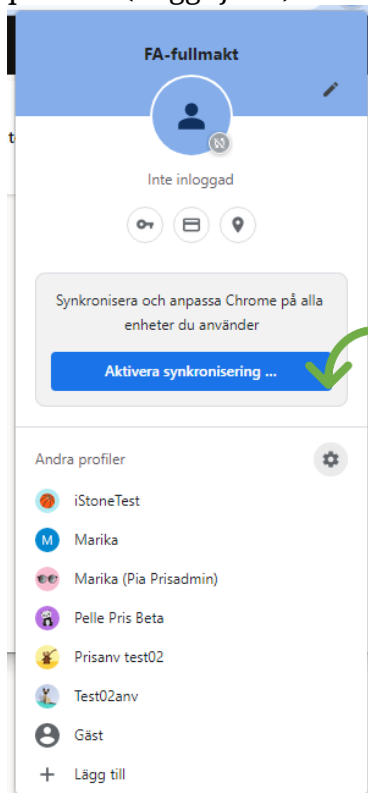 FA-fullmakt
Inte inloggad
Synkronisera och anpassa Chrome på alla
enheter du använder
Aktivera synkronisering ...
Andra profiler
iStoneTest
M
Marika
Marika (Pia Prisadmin)
Pelle Pris Beta
Prisanv test02
Test02anv
Gäst
Lägg till